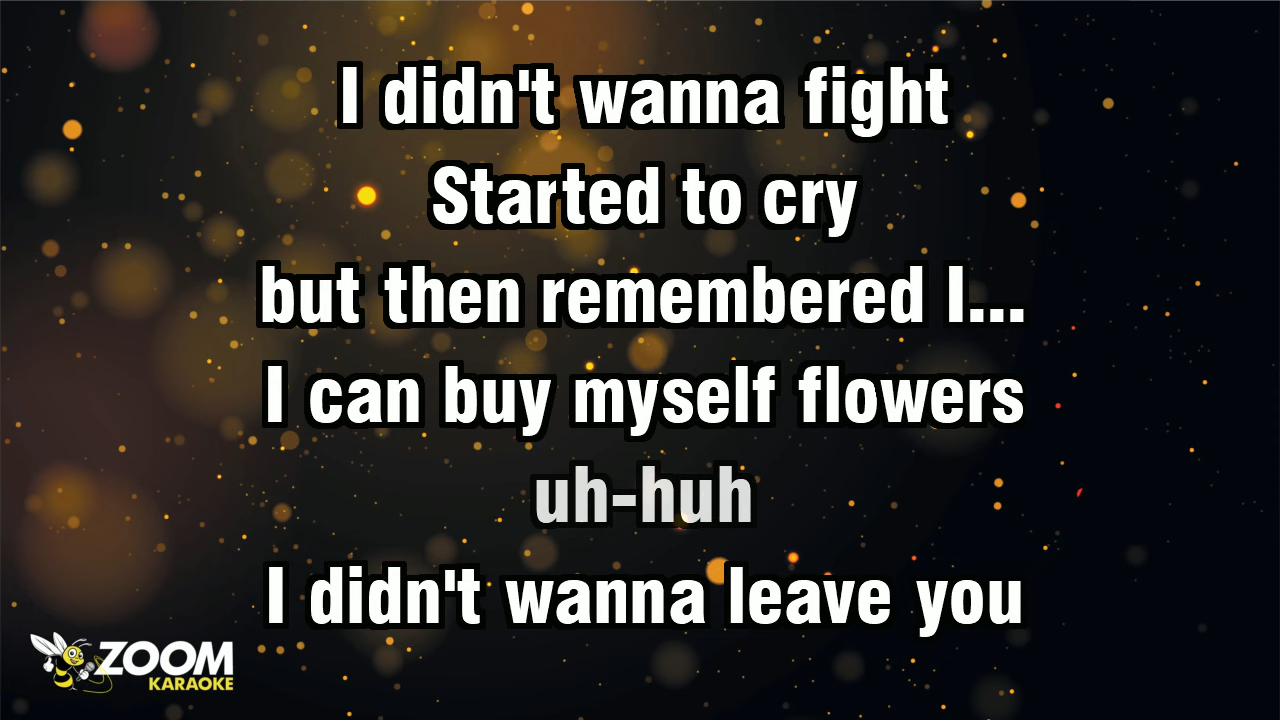 I didn't wanna fight
Started to cry
but then remembered I...
I can buy myself flowers
uh-huh
I didn't wanna leave you
ZOOM
KARAOKE